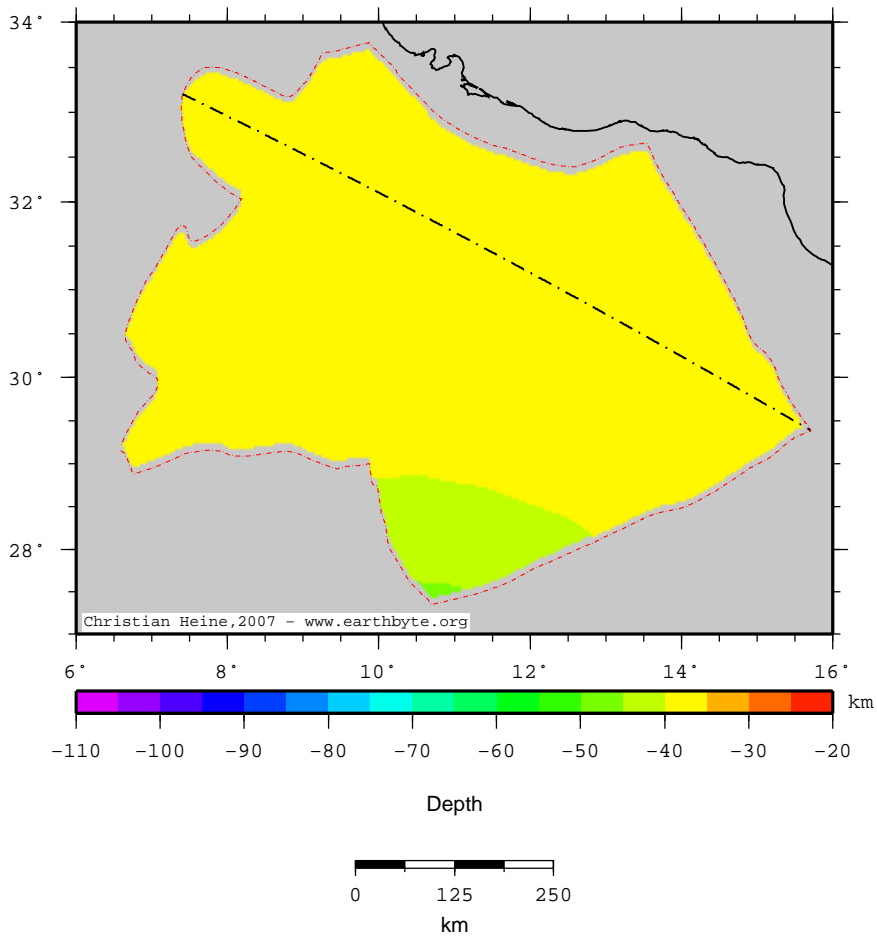 34°
32°
30°
28°
Christian Heine,2007 – www.earthbyte.org
6° 8° 10° 12° 14° 16°
km
−110 −100 −90 −80 −70 −60 −50 −40 −30 −20
Depth
0 125 250
km